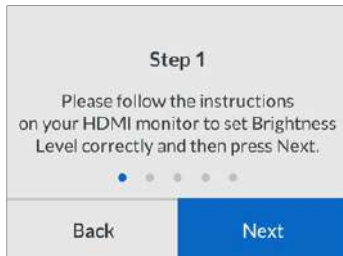 Step 1
Please follow the instructions
on your HDMI monitor to set Brightness
Level correctly and then press Next.
Back
Next